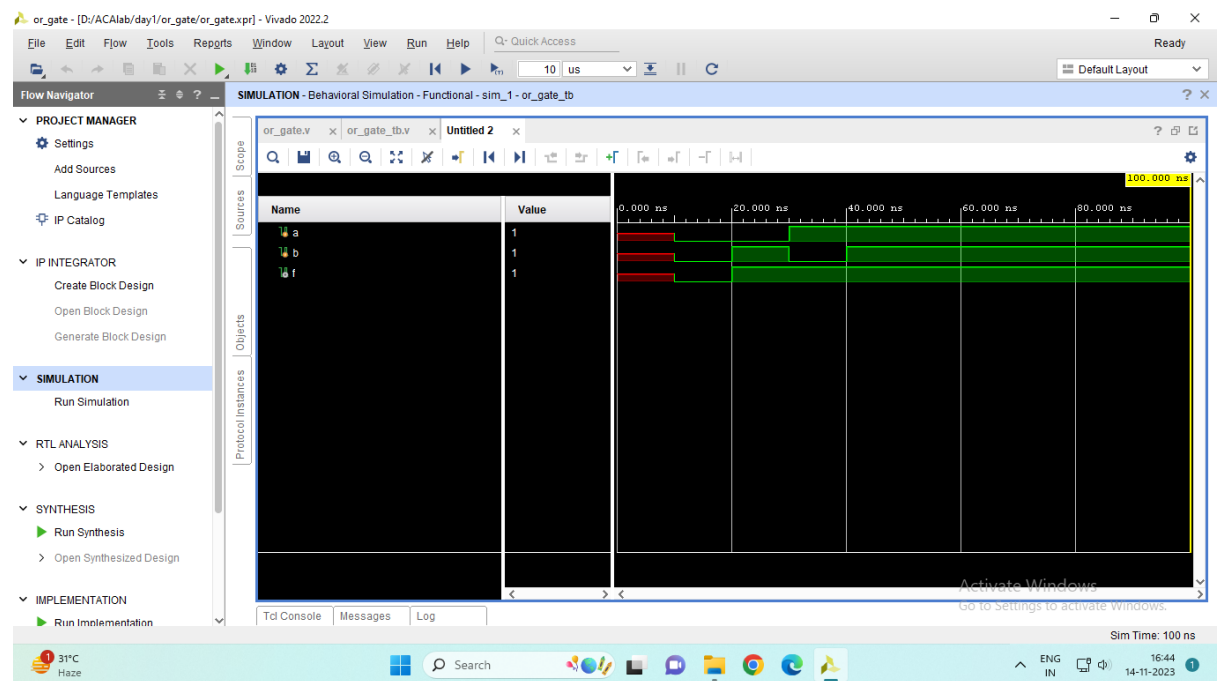 or_gate - [D:/ACAlab/day1/or_gate/or_gate.xpr] - Vivado 2022.2
File Edit Flow Tools Reports Window Layout View Run Help Q- Quick Access Ready
10 us Default Layout
Flow Navigator
SIMULATION - Behavioral Simulation - Functional - sim_1 - or_gate_tb
PROJECT MANAGER
Settings
Add Sources
Language Templates
IP Catalog
IP INTEGRATOR
Create Block Design
Open Block Design
Generate Block Design
SIMULATION
Run Simulation
RTL ANALYSIS
Open Elaborated Design
SYNTHESIS
Run Synthesis
Open Synthesized Design
IMPLEMENTATION
Run Implementation
Scope
Sources
Objects
Protocol Instances
or_gate.v or_gate_tb.v Untitled 2
100.000 ns
Name Value 0.000 ns 20.000 ns 40.000 ns 60.000 ns 80.000 ns
a 1
b 1
f 1
Activate Windows
Go to Settings to activate Windows.
Tcl Console Messages Log
Sim Time: 100 ns
1 31°C
Haze
Search
ENG
IN
16:44
14-11-2023
1